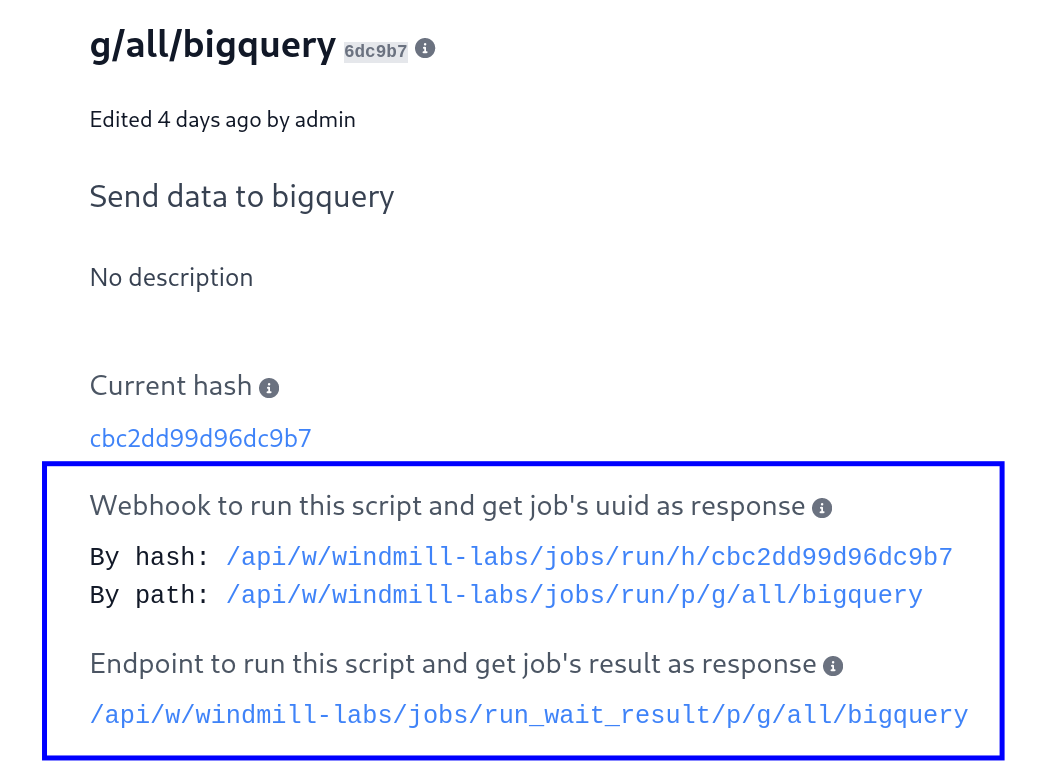 g/all/bigquery 6dc9b7
Edited 4 days ago by admin
Send data to bigquery
No description
Current hash
cbc2dd99d96dc9b7
Webhook to run this script and get job's uuid as response
By hash: /api/w/windmill-labs/jobs/run/h/cbc2dd99d96dc9b7
By path: /api/w/windmill-labs/jobs/run/p/g/all/bigquery
Endpoint to run this script and get job's result as response
/api/w/windmill-labs/jobs/run_wait_result/p/g/all/bigquery